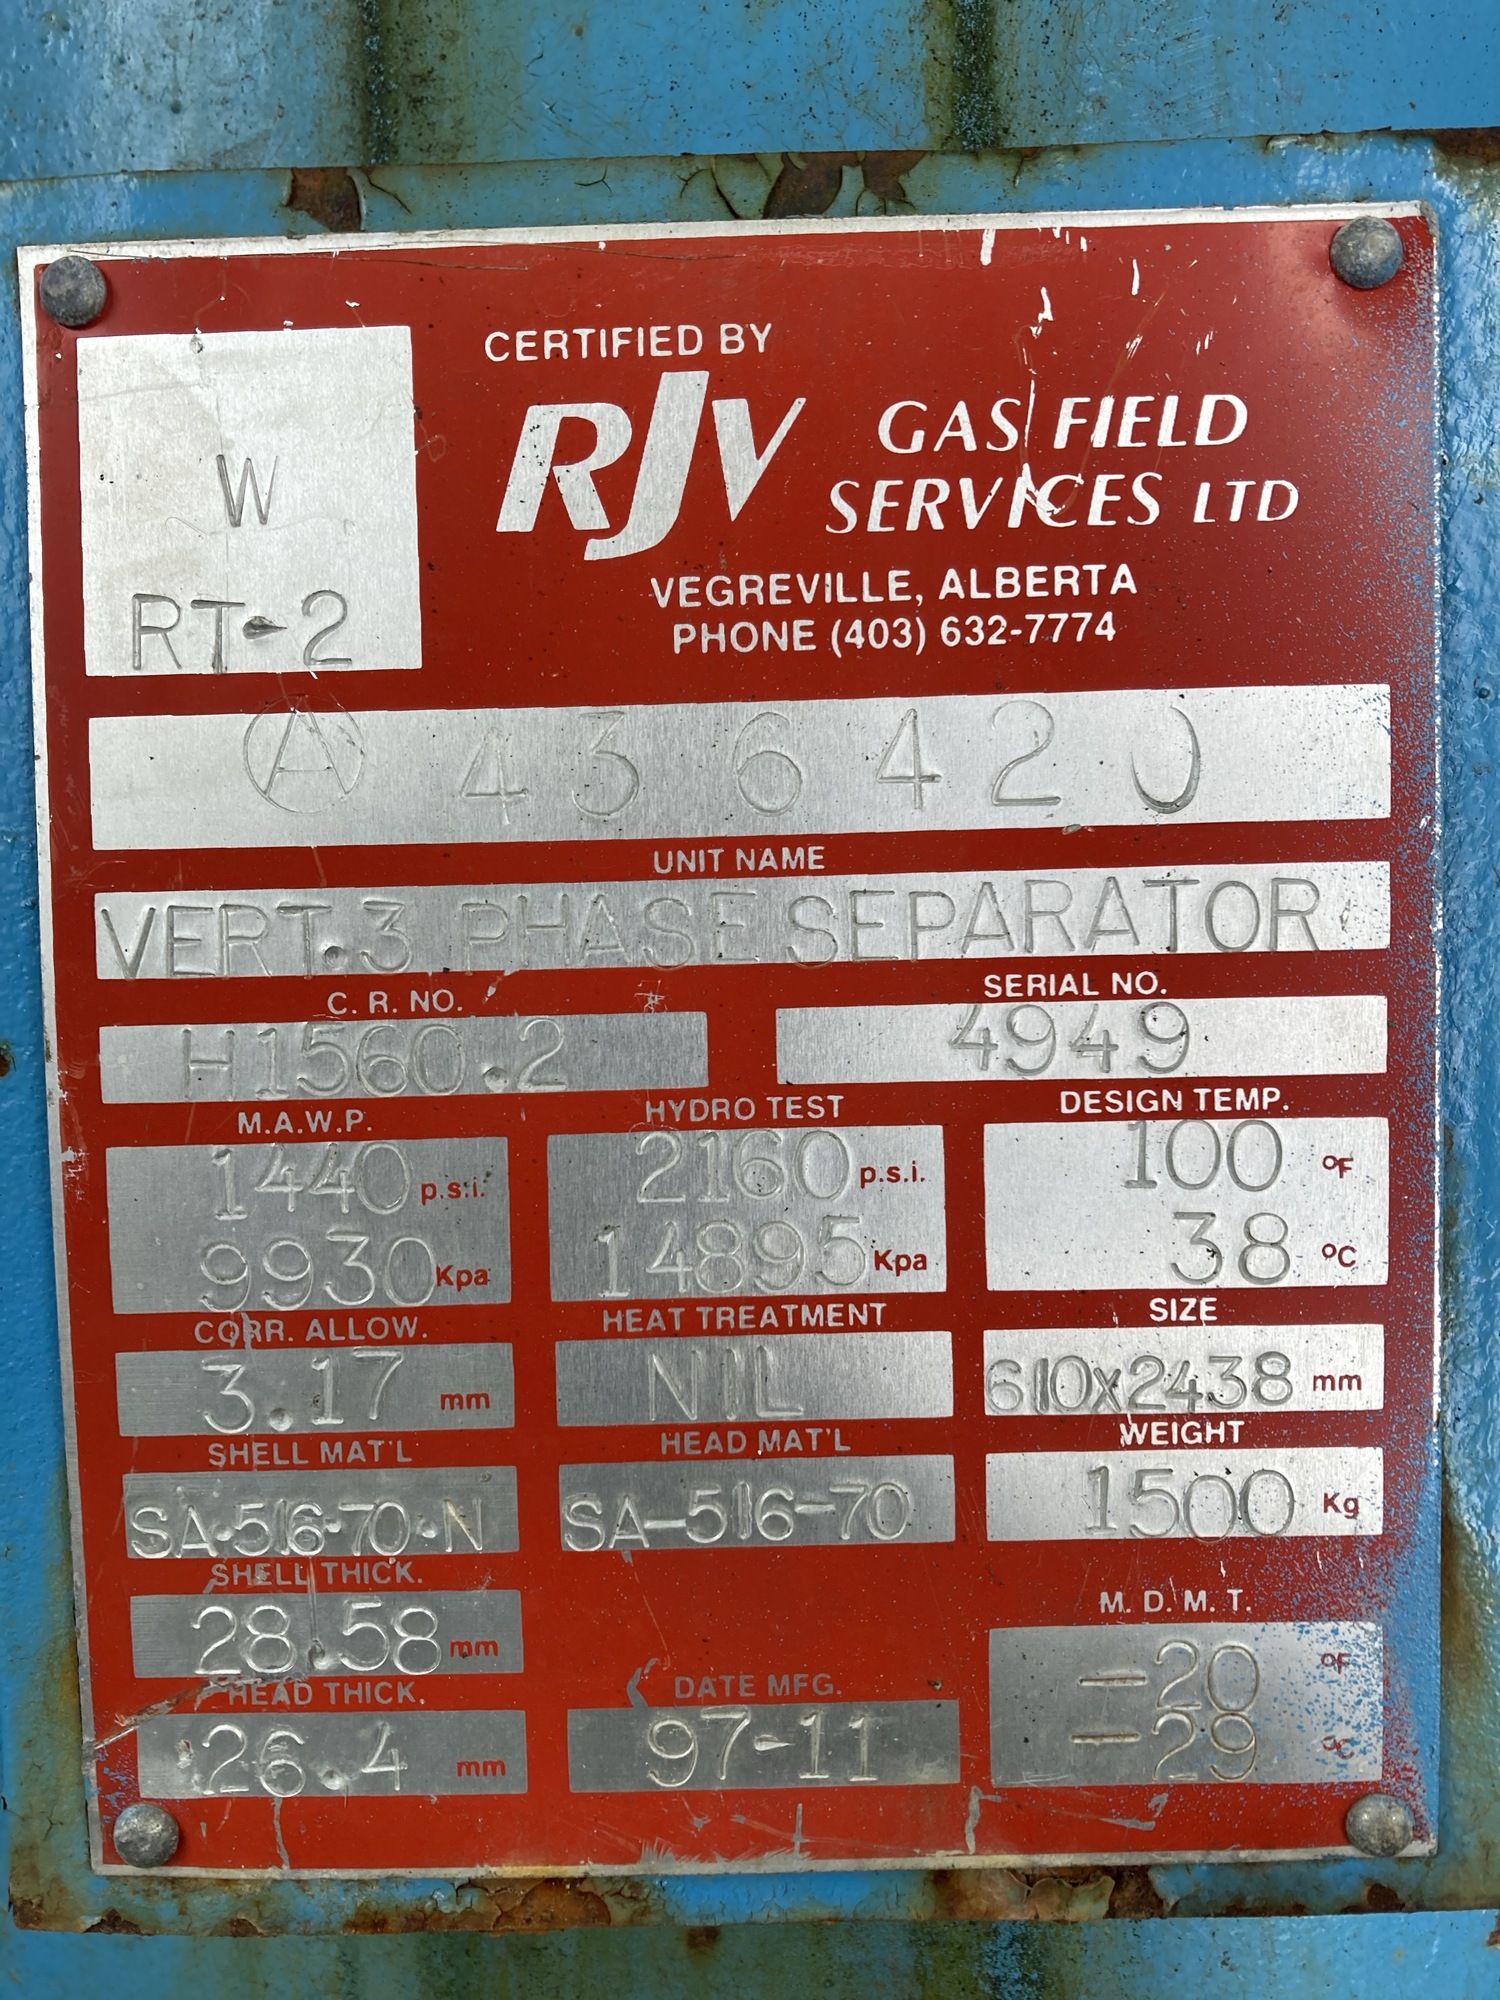 CERTIFIED BY
RJV GAS FIELD
SERVICES LTD
VEGREVILLE, ALBERTA
PHONE (403) 632-7774
W
RT-2
Ⓐ 43642
UNIT NAME
VERT. 3 PHASE SEPARATOR
C. R. NO.
H1560.2
SERIAL NO.
4949
M.A.W.P.
1440 p.s.i.
9930 Kpa
HYDRO TEST
2160 p.s.i.
14895 Kpa
DESIGN TEMP.
100 °F
38 °C
CORR. ALLOW.
3.17 mm
HEAT TREATMENT
NIL
SIZE
610x2438 mm
SHELL MAT'L
SA-516-70-N
HEAD MAT'L
SA-516-70
WEIGHT
1500 Kg
SHELL THICK.
28.58 mm
HEAD THICK.
26.4 mm
DATE MFG.
97-11
M. D. M. T.
-20 °F
-29 °C